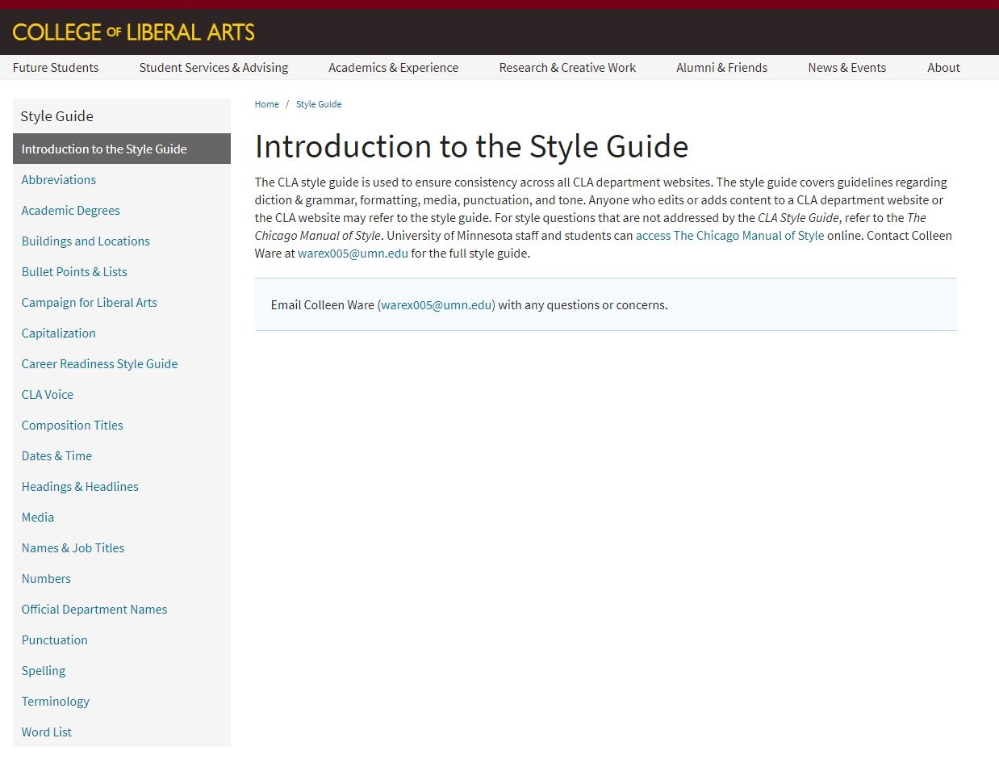 COLLEGE OF LIBERAL ARTS
Future Students Student Services & Advising Academics & Experience Research & Creative Work Alumni & Friends News & Events About
Style Guide
Introduction to the Style Guide
Abbreviations
Academic Degrees
Buildings and Locations
Bullet Points & Lists
Campaign for Liberal Arts
Capitalization
Career Readiness Style Guide
CLA Voice
Composition Titles
Dates & Time
Headings & Headlines
Media
Names & Job Titles
Numbers
Official Department Names
Punctuation
Spelling
Terminology
Word List
Home / Style Guide
Introduction to the Style Guide
The CLA style guide is used to ensure consistency across all CLA department websites. The style guide covers guidelines regarding
diction & grammar, formatting, media, punctuation, and tone. Anyone who edits or adds content to a CLA department website or
the CLA website may refer to the style guide. For style questions that are not addressed by the CLA Style Guide, refer to the The
Chicago Manual of Style. University of Minnesota staff and students can access The Chicago Manual of Style online. Contact Colleen
Ware at warex005@umn.edu for the full style guide.
Email Colleen Ware (warex005@umn.edu) with any questions or concerns.